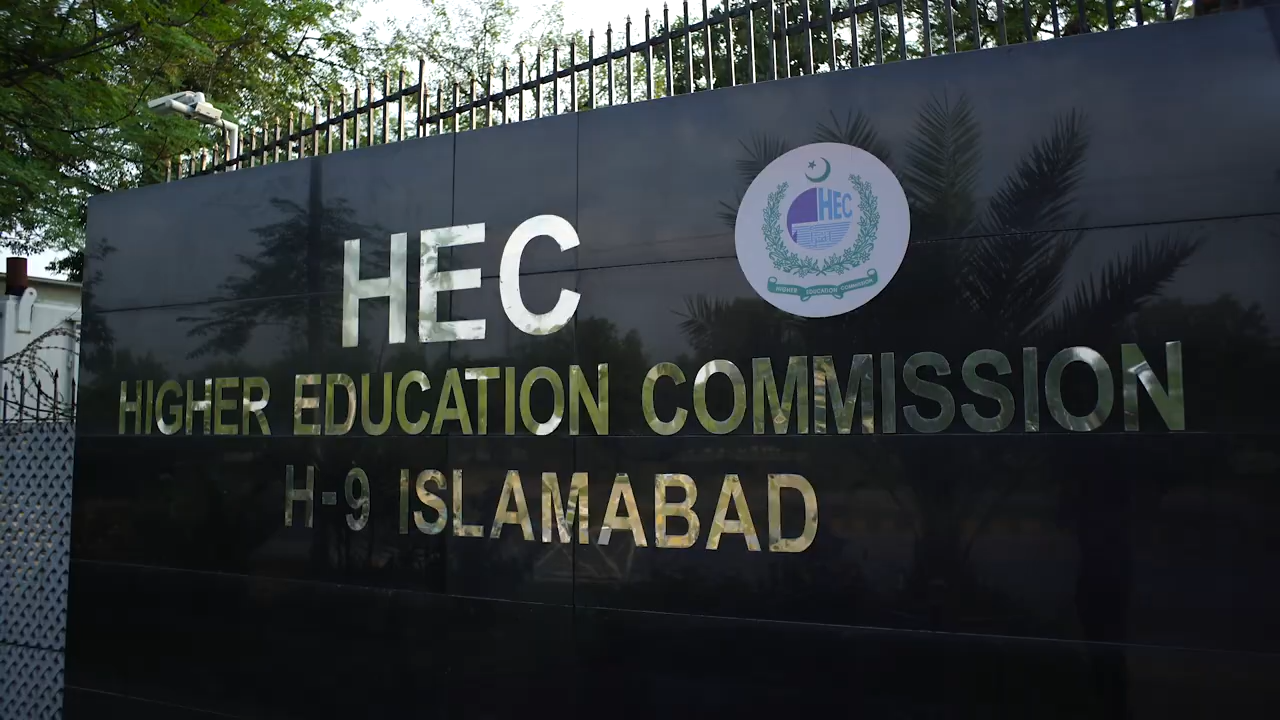 HEC
HEC
HIGHER EDUCATION COMMISSION
HIGHER EDUCATION COMMISSION
H-9 ISLAMABAD